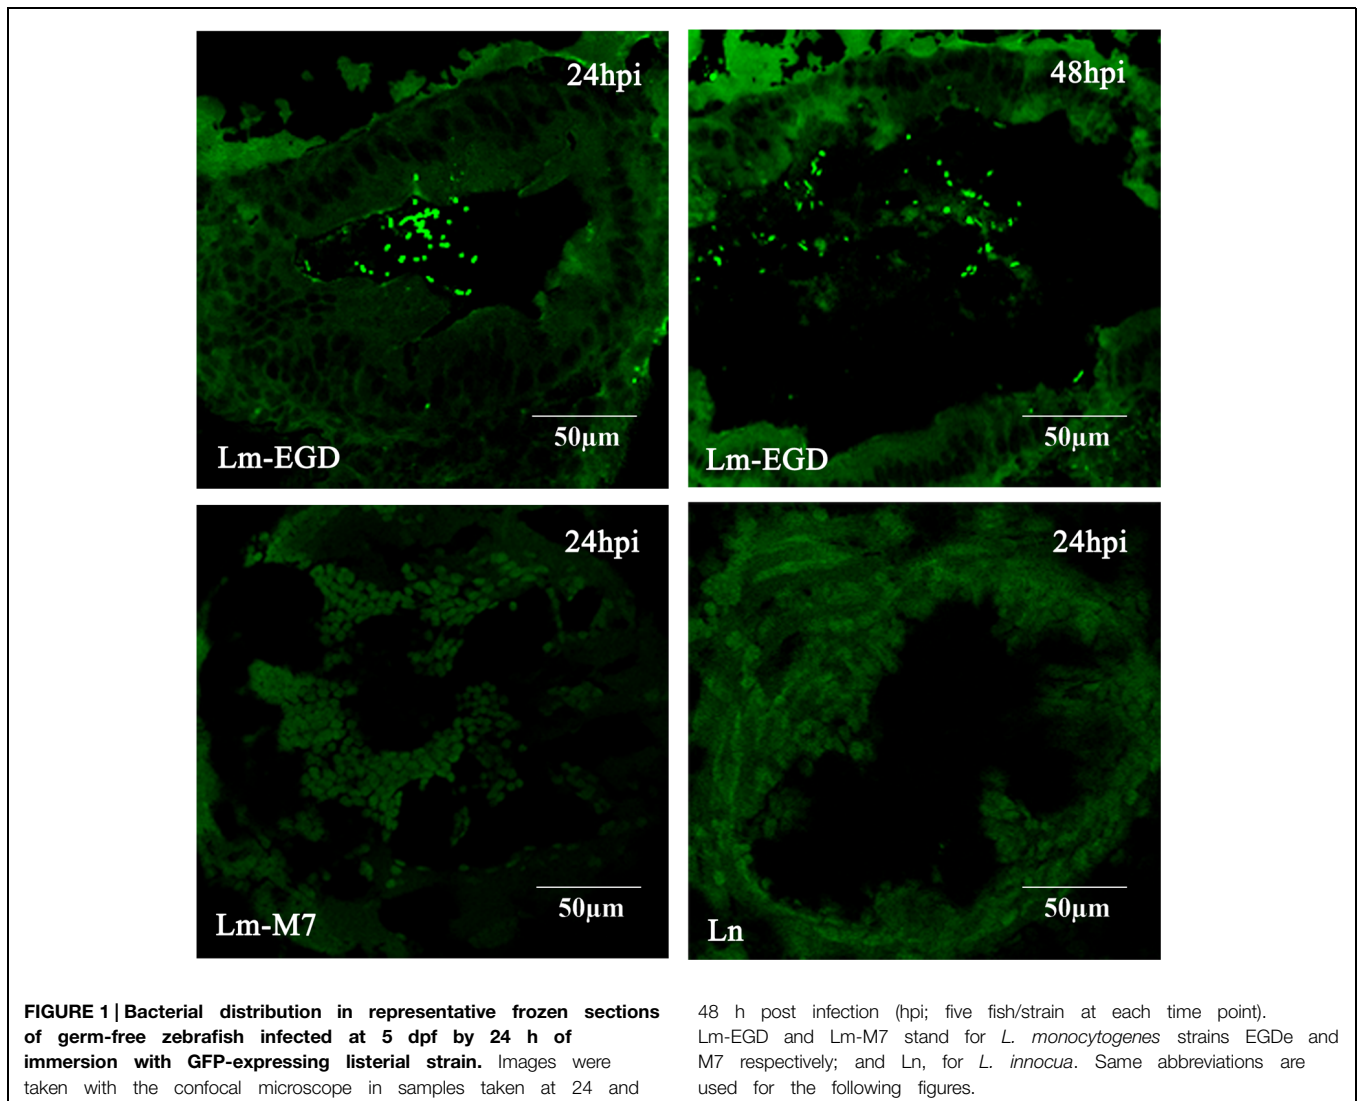 24hpi
50µm
Lm-EGD
48hpi
50µm
Lm-EGD
24hpi
50µm
Lm-M7
24hpi
50µm
Ln
FIGURE 1 | Bacterial distribution in representative frozen sections
of germ-free zebrafish infected at 5 dpf by 24 h of
immersion with GFP-expressing listerial strain. Images were
taken with the confocal microscope in samples taken at 24 and
48 h post infection (hpi; five fish/strain at each time point).
Lm-EGD and Lm-M7 stand for L. monocytogenes strains EGDe and
M7 respectively; and Ln, for L. innocua. Same abbreviations are
used for the following figures.